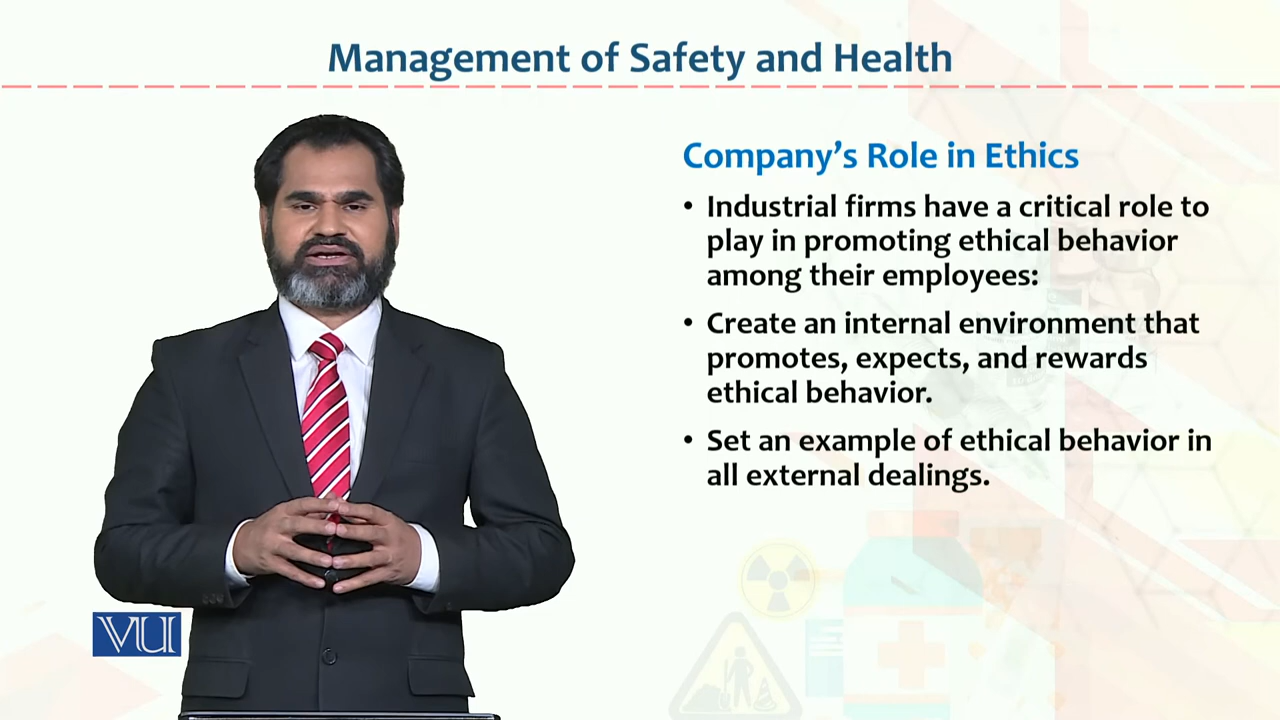 Management of Safety and Health
Company’s Role in Ethics
• Industrial firms have a critical role to
play in promoting ethical behavior
among their employees:
• Create an internal environment that
promotes, expects, and rewards
ethical behavior.
• Set an example of ethical behavior in
all external dealings.
VU